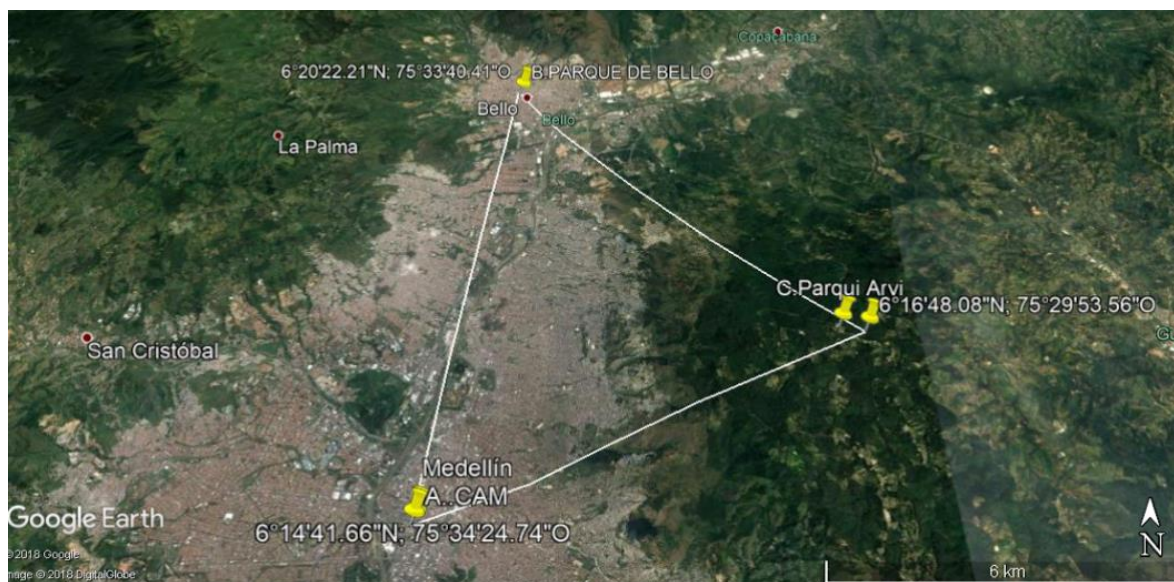 Copacabana
6°20'22.21"N; 75°33'40.41"O B.PARQUE DE BELLO
Bello
Bello
La Palma
C.Parqui Arvi
6°16'48.08"N; 75°29'53.56"O
San Cristóbal
Medellín
A..CAM
6°14'41.66"N; 75°34'24.74"O
Google Earth
© 2018 Google
mage © 2018 DigitalGlobe
6 km
N